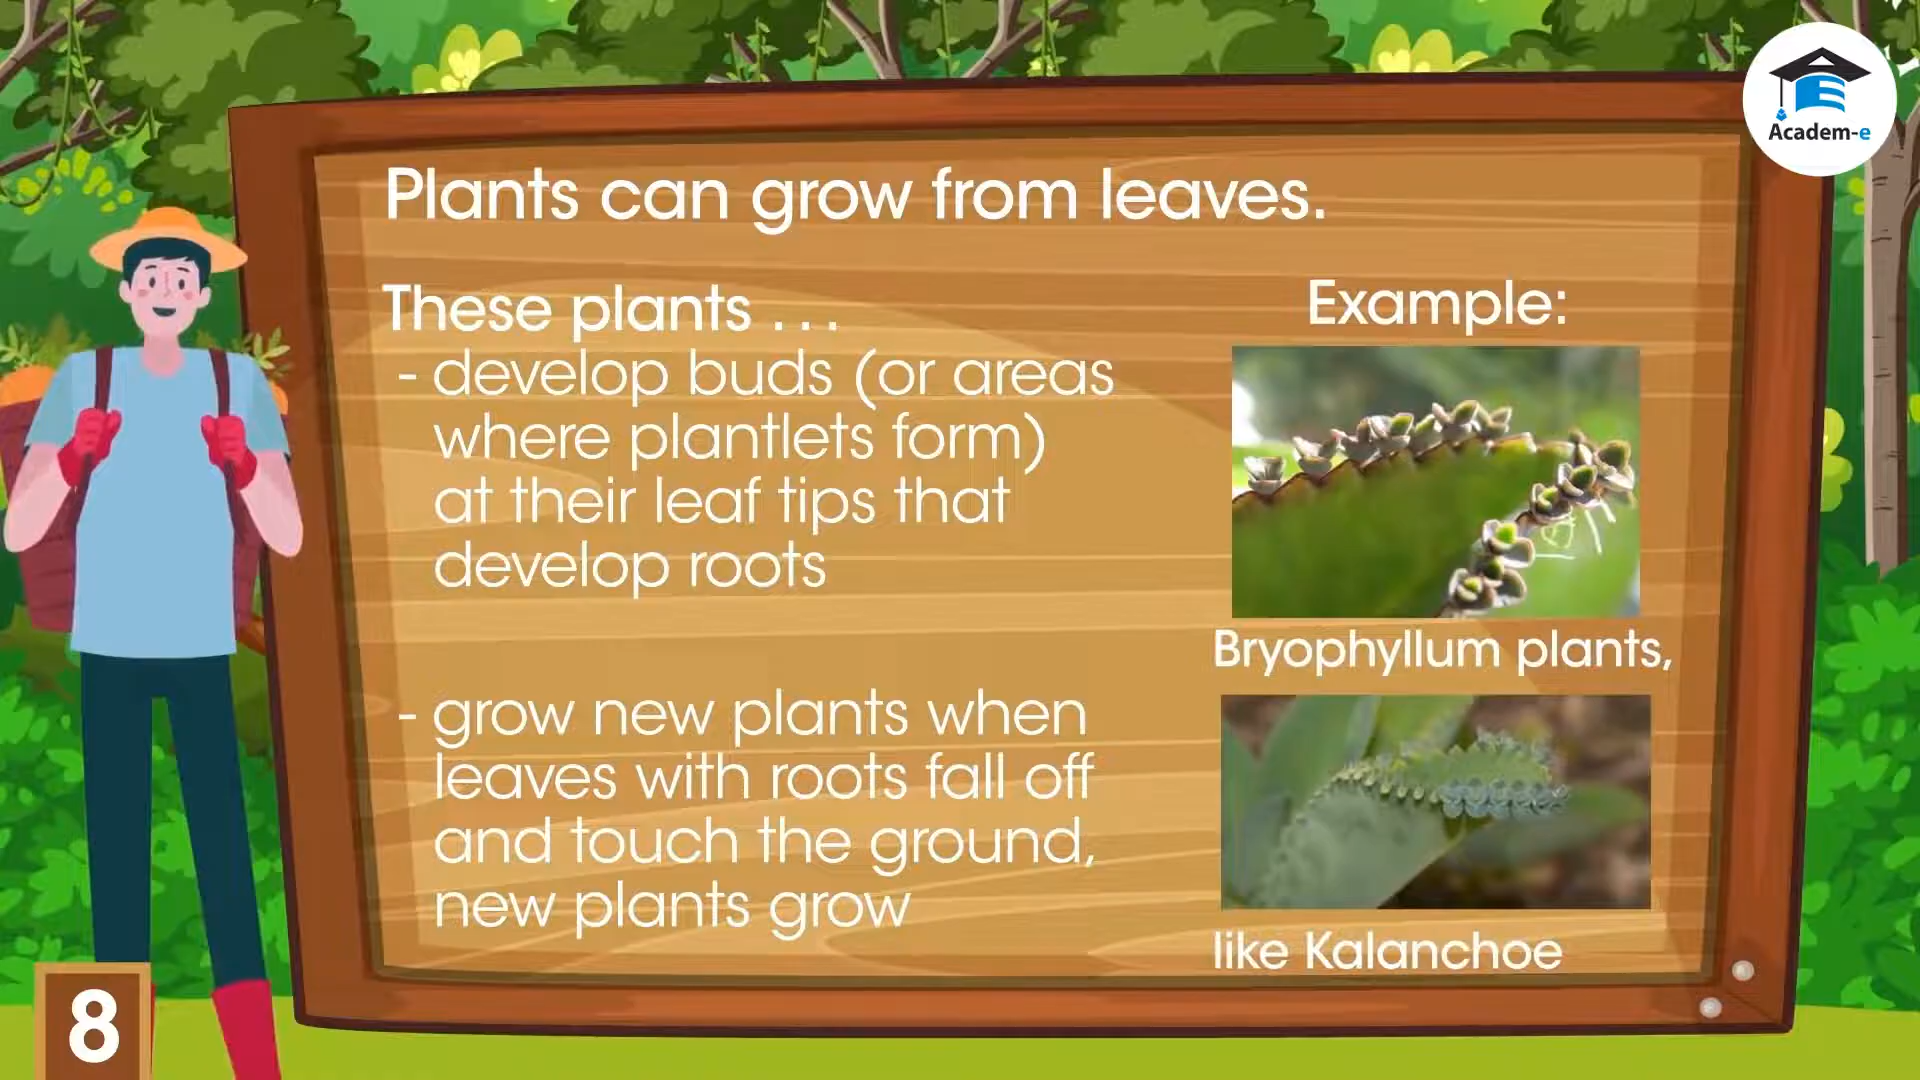 Academ-e
Plants can grow from leaves.
These plants . . .
- develop buds (or areas
where plantlets form)
at their leaf tips that
develop roots
- grow new plants when
leaves with roots fall off
and touch the ground,
new plants grow
Example:
Bryophyllum plants,
like Kalanchoe
8